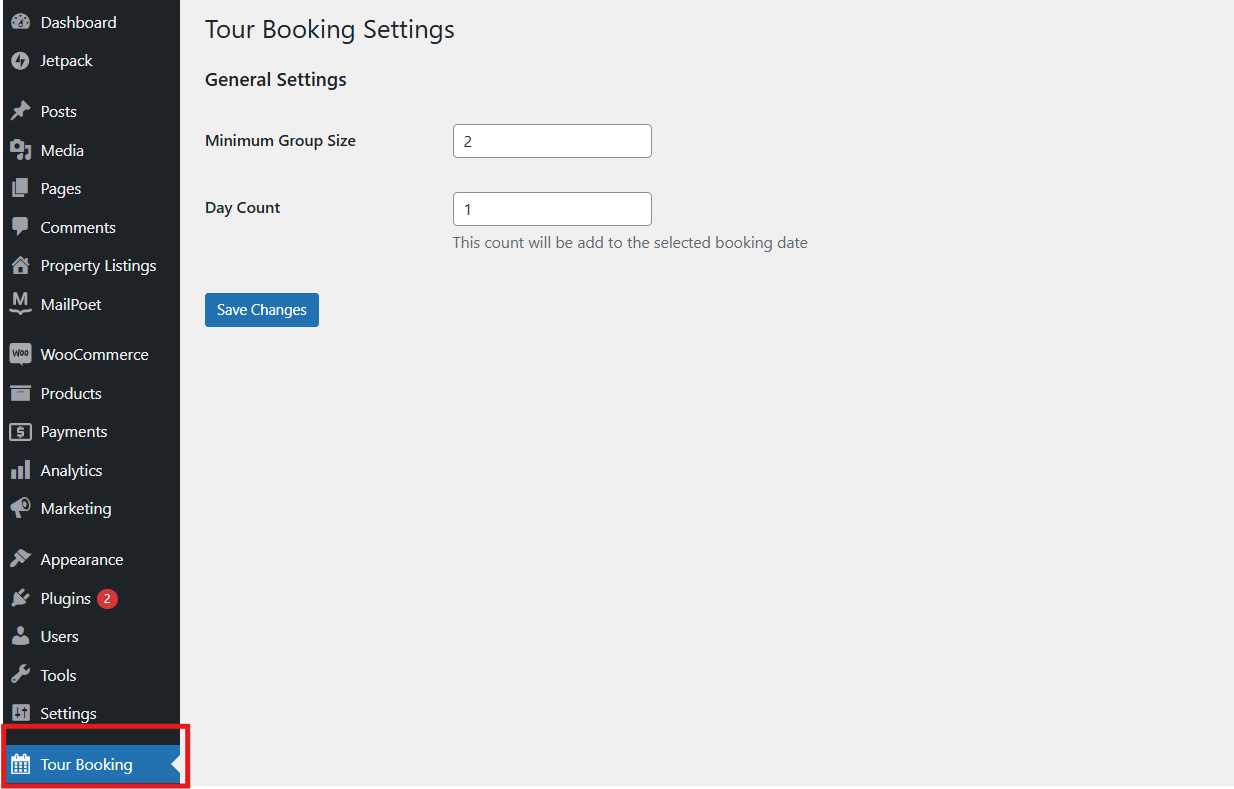 Dashboard
Jetpack
Posts
Media
Pages
Comments
Property Listings
M
MailPoet
Woo
WooCommerce
Products
$
Payments
Analytics
Marketing
Appearance
Plugins 2
Users
Tools
Settings
Tour Booking
Tour Booking Settings
General Settings
Minimum Group Size
2
Day Count
1
This count will be add to the selected booking date
Save Changes